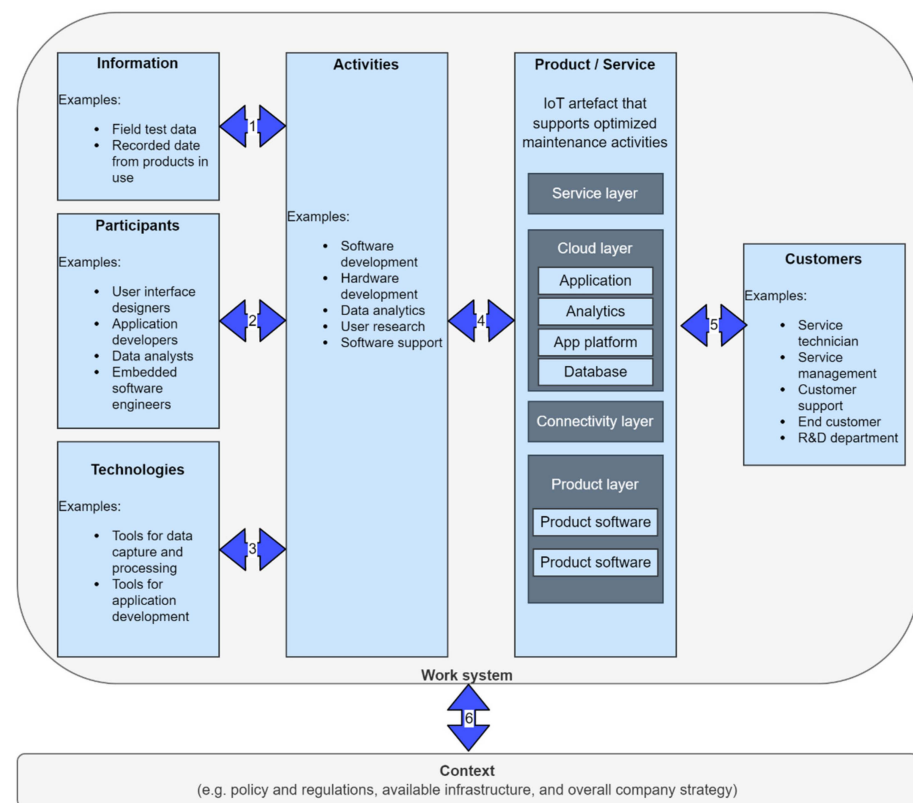 Information
Examples:
• Field test data
• Recorded date
from products in
use
1
Participants
Examples:
• User interface
designers
• Application
developers
• Data analysts
• Embedded
software
engineers
2
Technologies
Examples:
• Tools for data
capture and
processing
• Tools for
application
development
3
Activities
Examples:
• Software
development
• Hardware
development
• Data analytics
• User research
• Software support
4
Product / Service
IoT artefact that
supports optimized
maintenance activities
Service layer
Cloud layer
Application
Analytics
App platform
Database
Connectivity layer
Product layer
Product software
Product software
5
Customers
Examples:
• Service
technician
• Service
management
• Customer
support
• End customer
• R&D department
Work system
6
Context
(e.g. policy and regulations, available infrastructure, and overall company strategy)